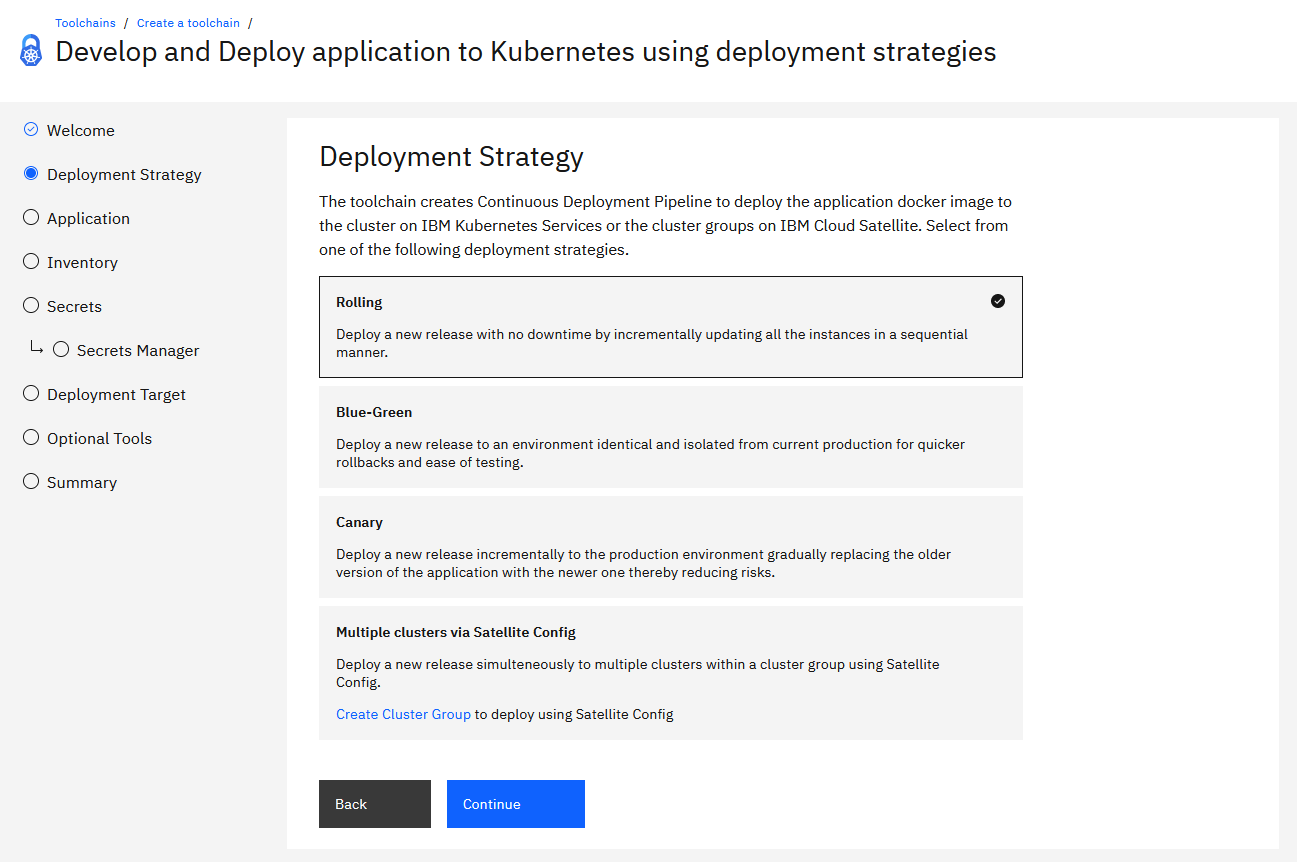 Toolchains / Create a toolchain /
Develop and Deploy application to Kubernetes using deployment strategies
Welcome
Deployment Strategy
Application
Inventory
Secrets
Secrets Manager
Deployment Target
Optional Tools
Summary
Deployment Strategy
The toolchain creates Continuous Deployment Pipeline to deploy the application docker image to
the cluster on IBM Kubernetes Services or the cluster groups on IBM Cloud Satellite. Select from
one of the following deployment strategies.
Rolling
Deploy a new release with no downtime by incrementally updating all the instances in a sequential
manner.
Blue-Green
Deploy a new release to an environment identical and isolated from current production for quicker
rollbacks and ease of testing.
Canary
Deploy a new release incrementally to the production environment gradually replacing the older
version of the application with the newer one thereby reducing risks.
Multiple clusters via Satellite Config
Deploy a new release simulteneously to multiple clusters within a cluster group using Satellite
Config.
Create Cluster Group to deploy using Satellite Config
Back
Continue